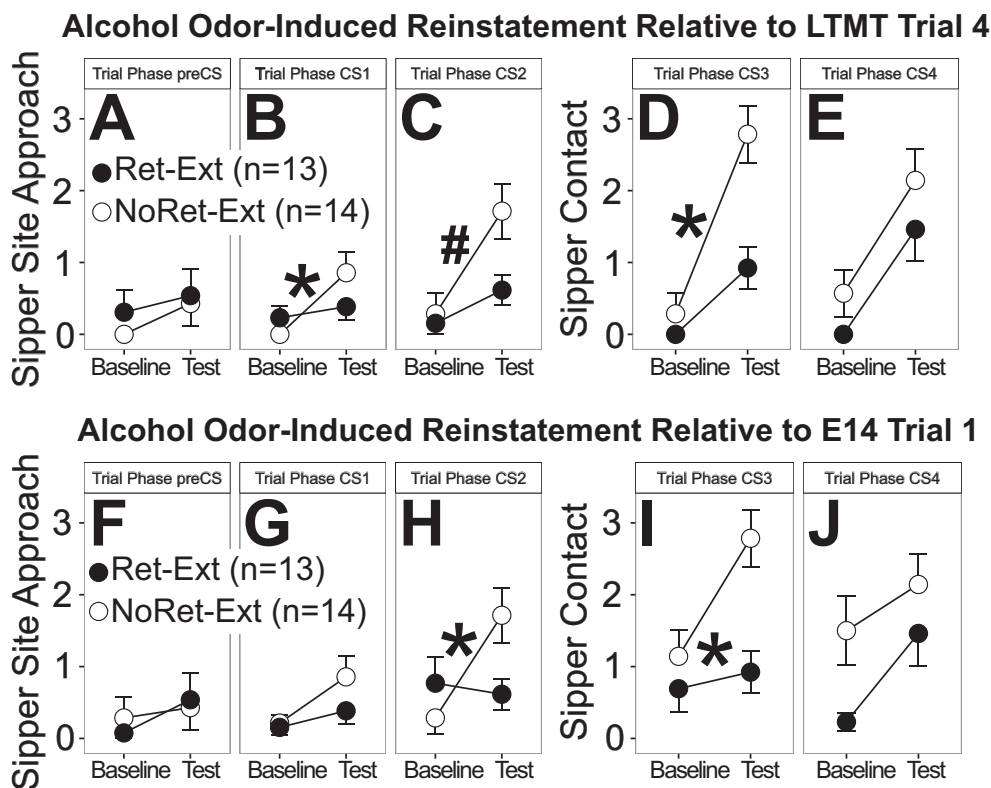 Alcohol Odor-Induced Reinstatement Relative to LTMT Trial 4
Trial Phase preCS
Trial Phase CS1
Trial Phase CS2
Trial Phase CS3
Trial Phase CS4
A
B
C
D
E
Sipper Site Approach
3
2
1
0
Ret-Ext (n=13)
NoRet-Ext (n=14)
*
#
Sipper Contact
3
2
1
0
*
Baseline Test
Baseline Test
Baseline Test
Baseline Test
Baseline Test
Alcohol Odor-Induced Reinstatement Relative to E14 Trial 1
Trial Phase preCS
Trial Phase CS1
Trial Phase CS2
Trial Phase CS3
Trial Phase CS4
F
G
H
I
J
Sipper Site Approach
3
2
1
0
Ret-Ext (n=13)
NoRet-Ext (n=14)
*
Sipper Contact
3
2
1
0
*
Baseline Test
Baseline Test
Baseline Test
Baseline Test
Baseline Test